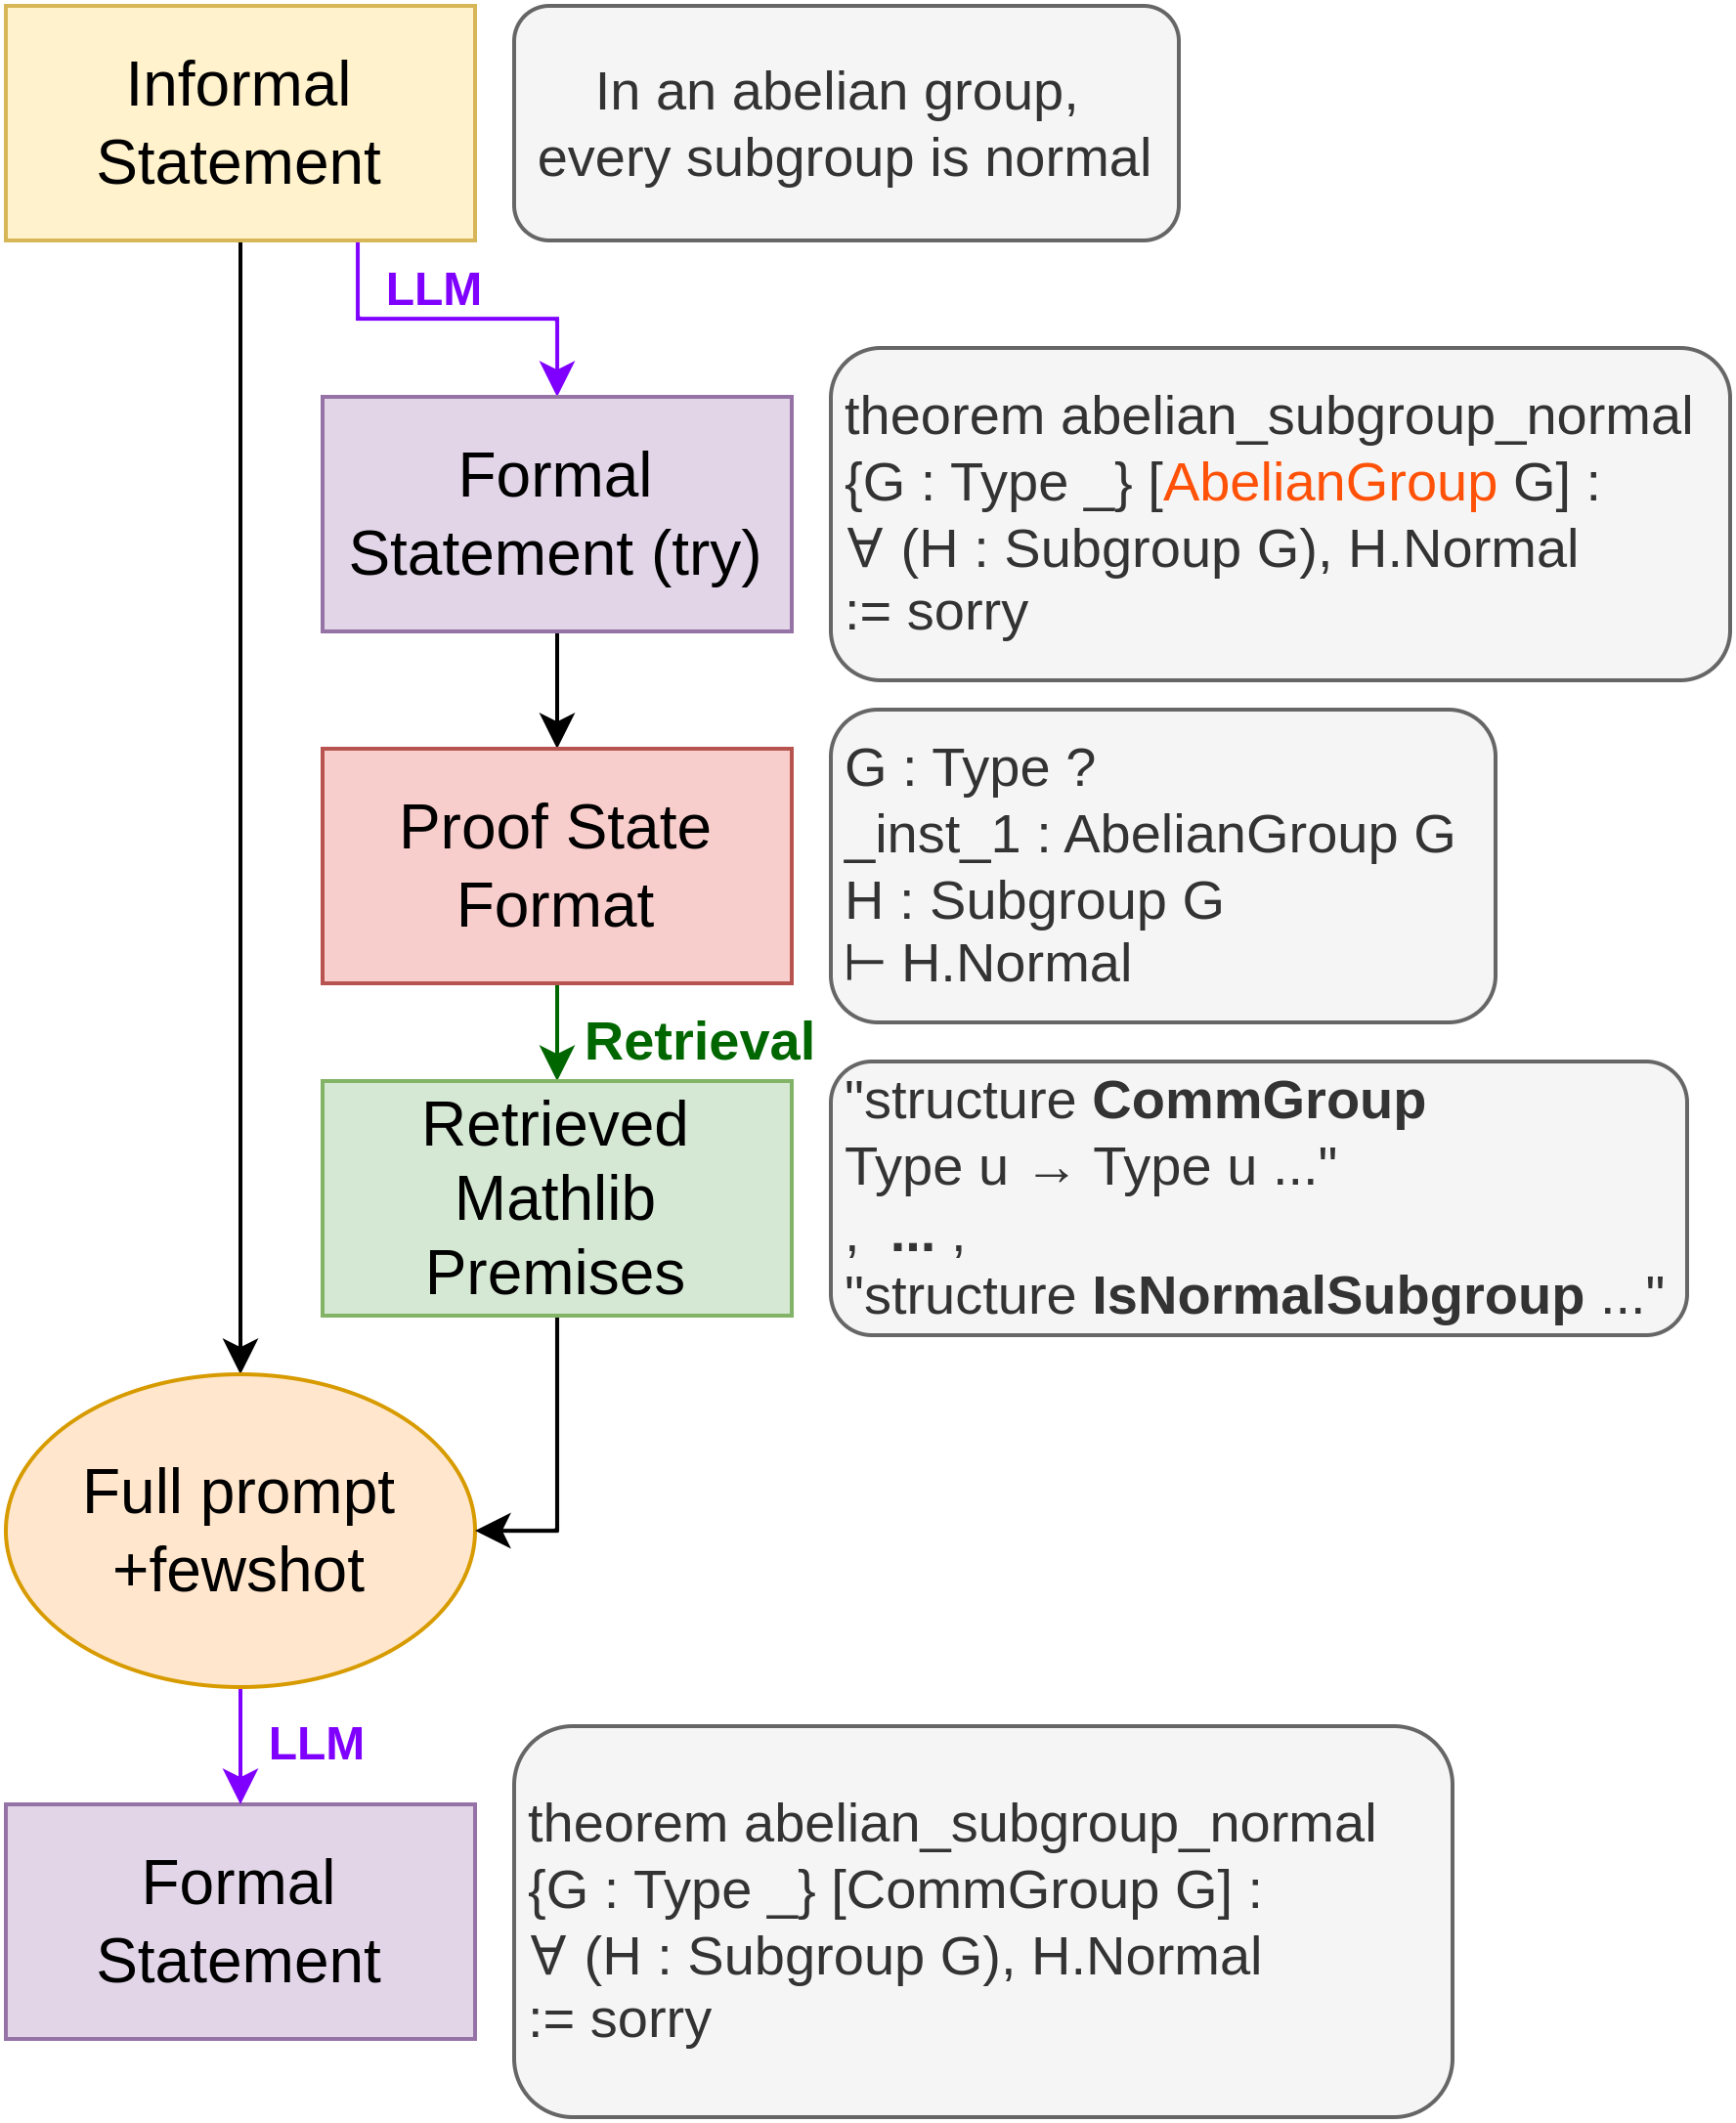 Informal
Statement
In an abelian group,
every subgroup is normal
LLM
Formal
Statement (try)
theorem abelian_subgroup_normal
{G : Type _} [AbelianGroup G] :
∀ (H : Subgroup G), H.Normal
:= sorry
Proof State
Format
G : Type ?
_inst_1 : AbelianGroup G
H : Subgroup G
⊢ H.Normal
Retrieval
Retrieved
Mathlib
Premises
"structure CommGroup
Type u → Type u ..."
, ... ,
"structure IsNormalSubgroup ..."
Full prompt
+fewshot
LLM
Formal
Statement
theorem abelian_subgroup_normal
{G : Type _} [CommGroup G] :
∀ (H : Subgroup G), H.Normal
:= sorry